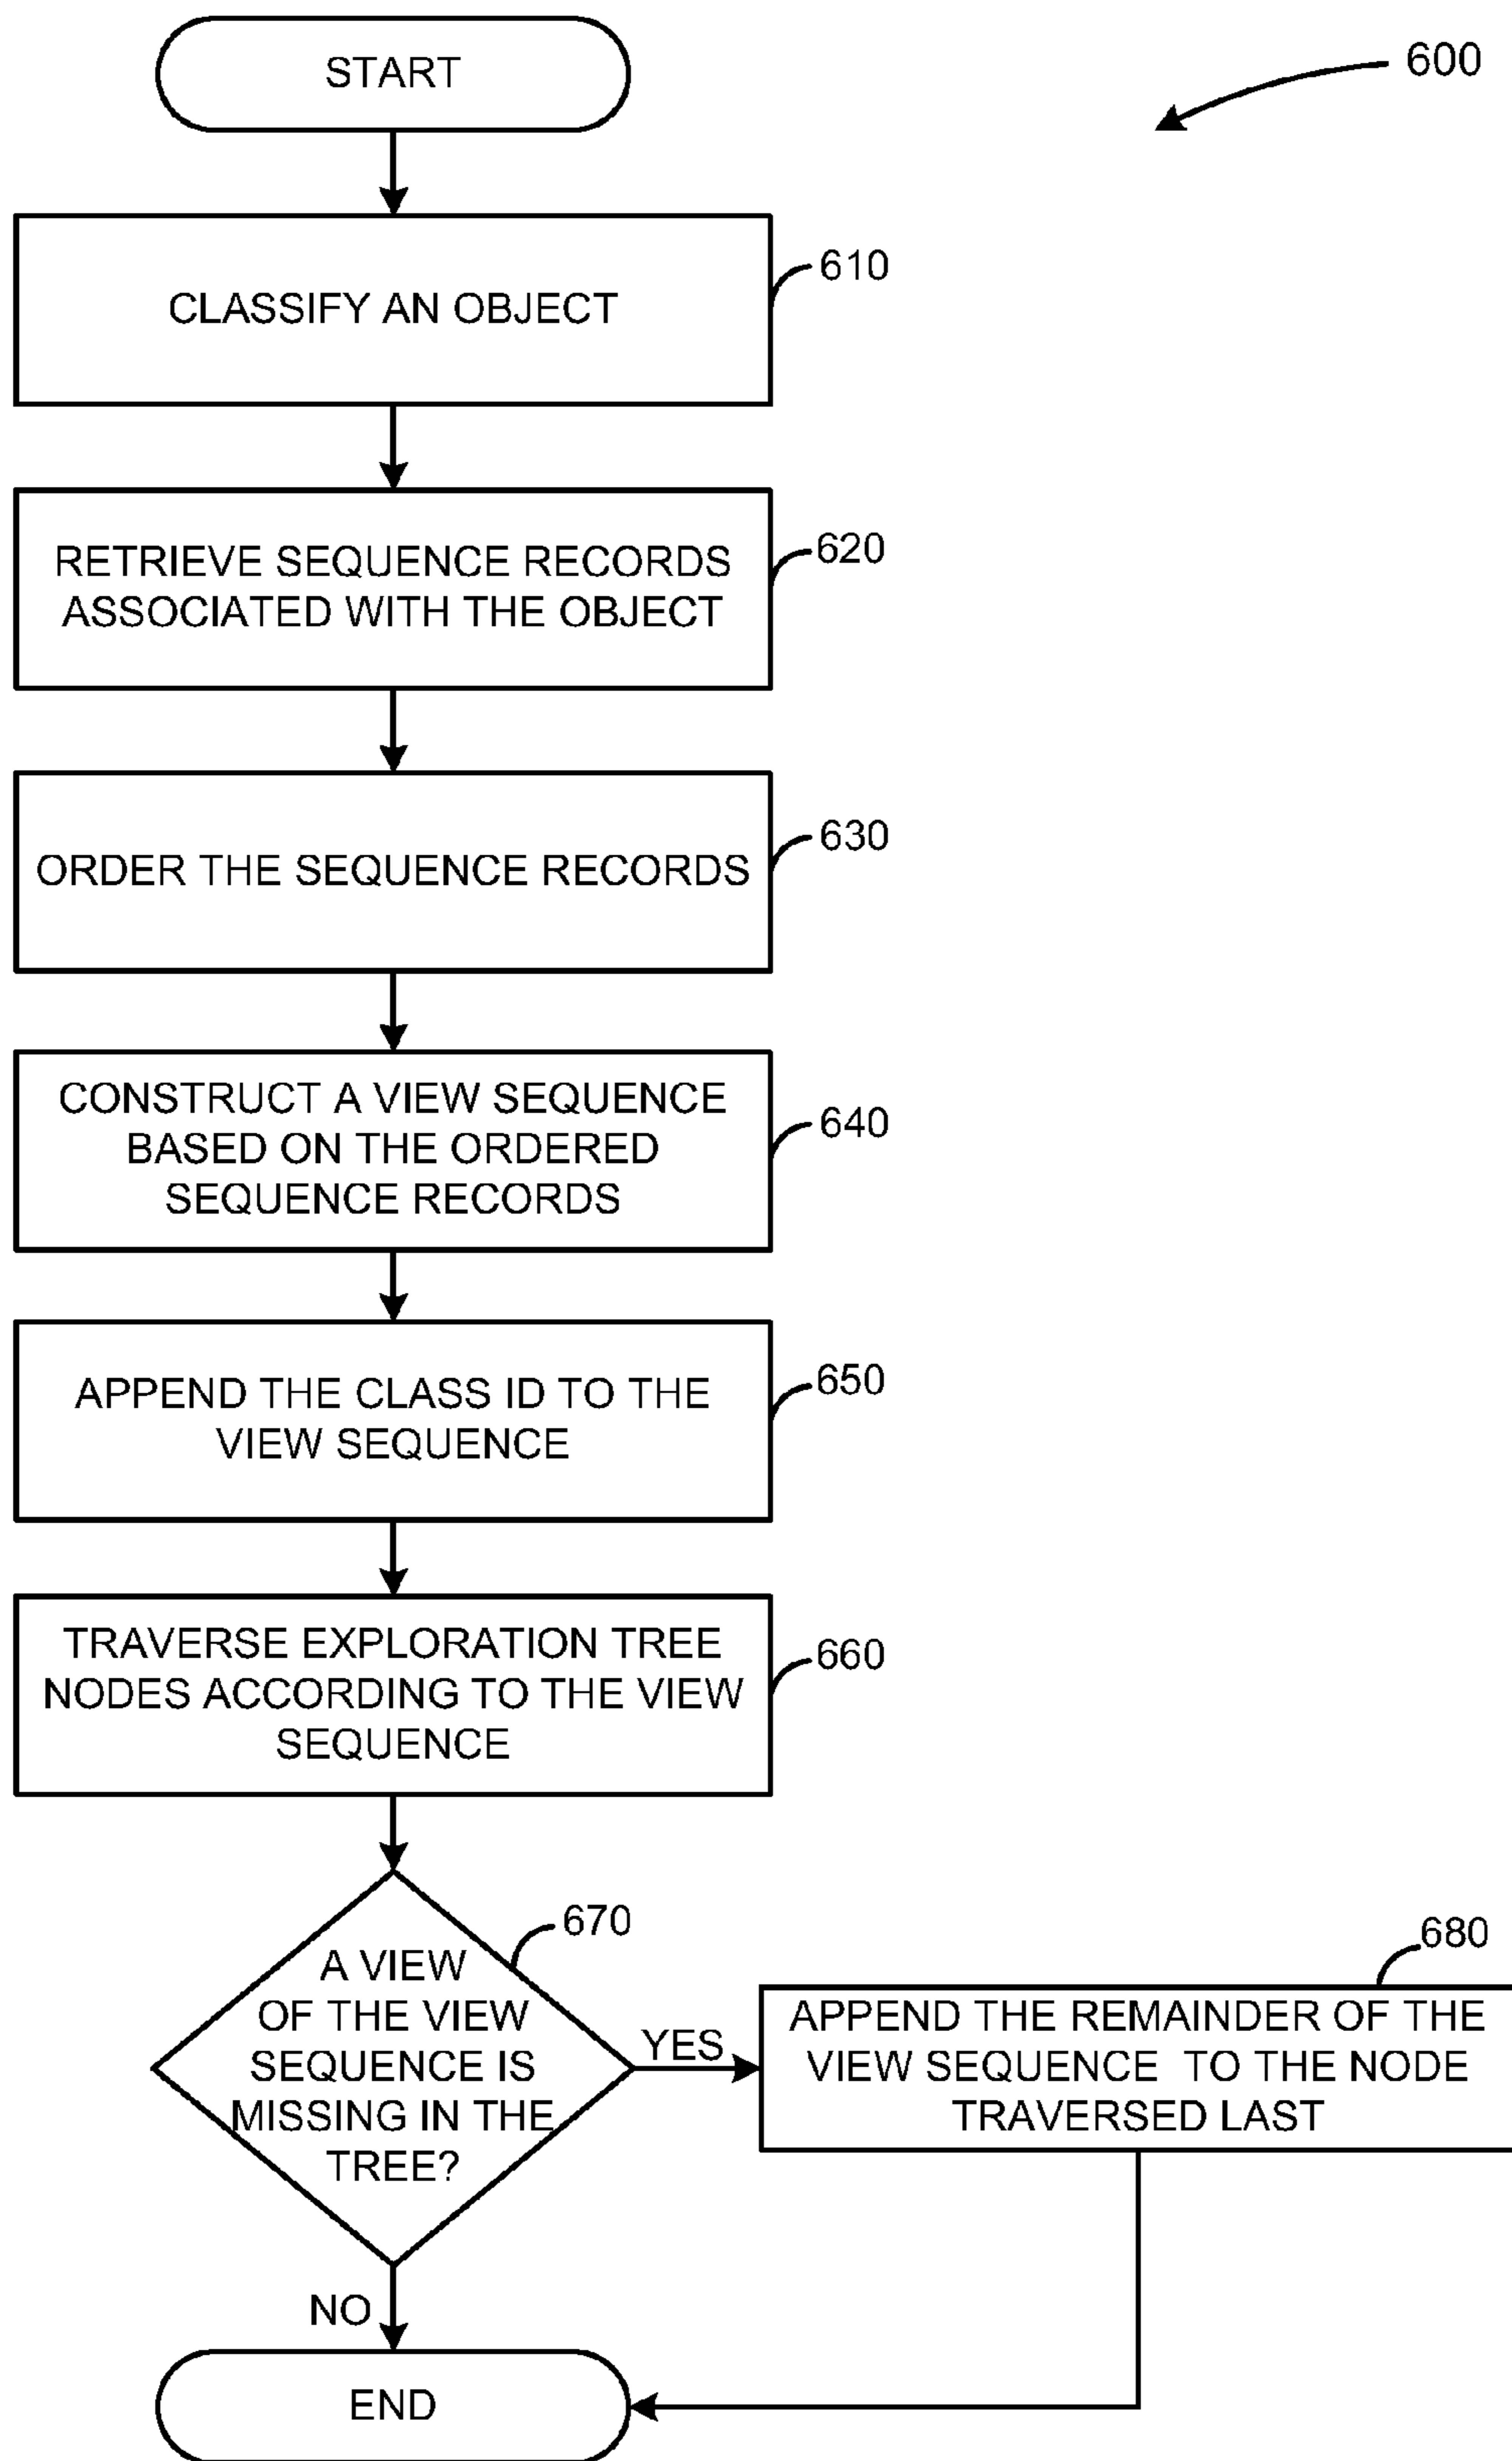 START
600
CLASSIFY AN OBJECT
610
RETRIEVE SEQUENCE RECORDS
ASSOCIATED WITH THE OBJECT
620
ORDER THE SEQUENCE RECORDS
630
CONSTRUCT A VIEW SEQUENCE
BASED ON THE ORDERED
SEQUENCE RECORDS
640
APPEND THE CLASS ID TO THE
VIEW SEQUENCE
650
TRAVERSE EXPLORATION TREE
NODES ACCORDING TO THE VIEW
SEQUENCE
660
A VIEW
OF THE VIEW
SEQUENCE IS
MISSING IN THE
TREE?
670
YES
680
APPEND THE REMAINDER OF THE
VIEW SEQUENCE TO THE NODE
TRAVERSED LAST
NO
END